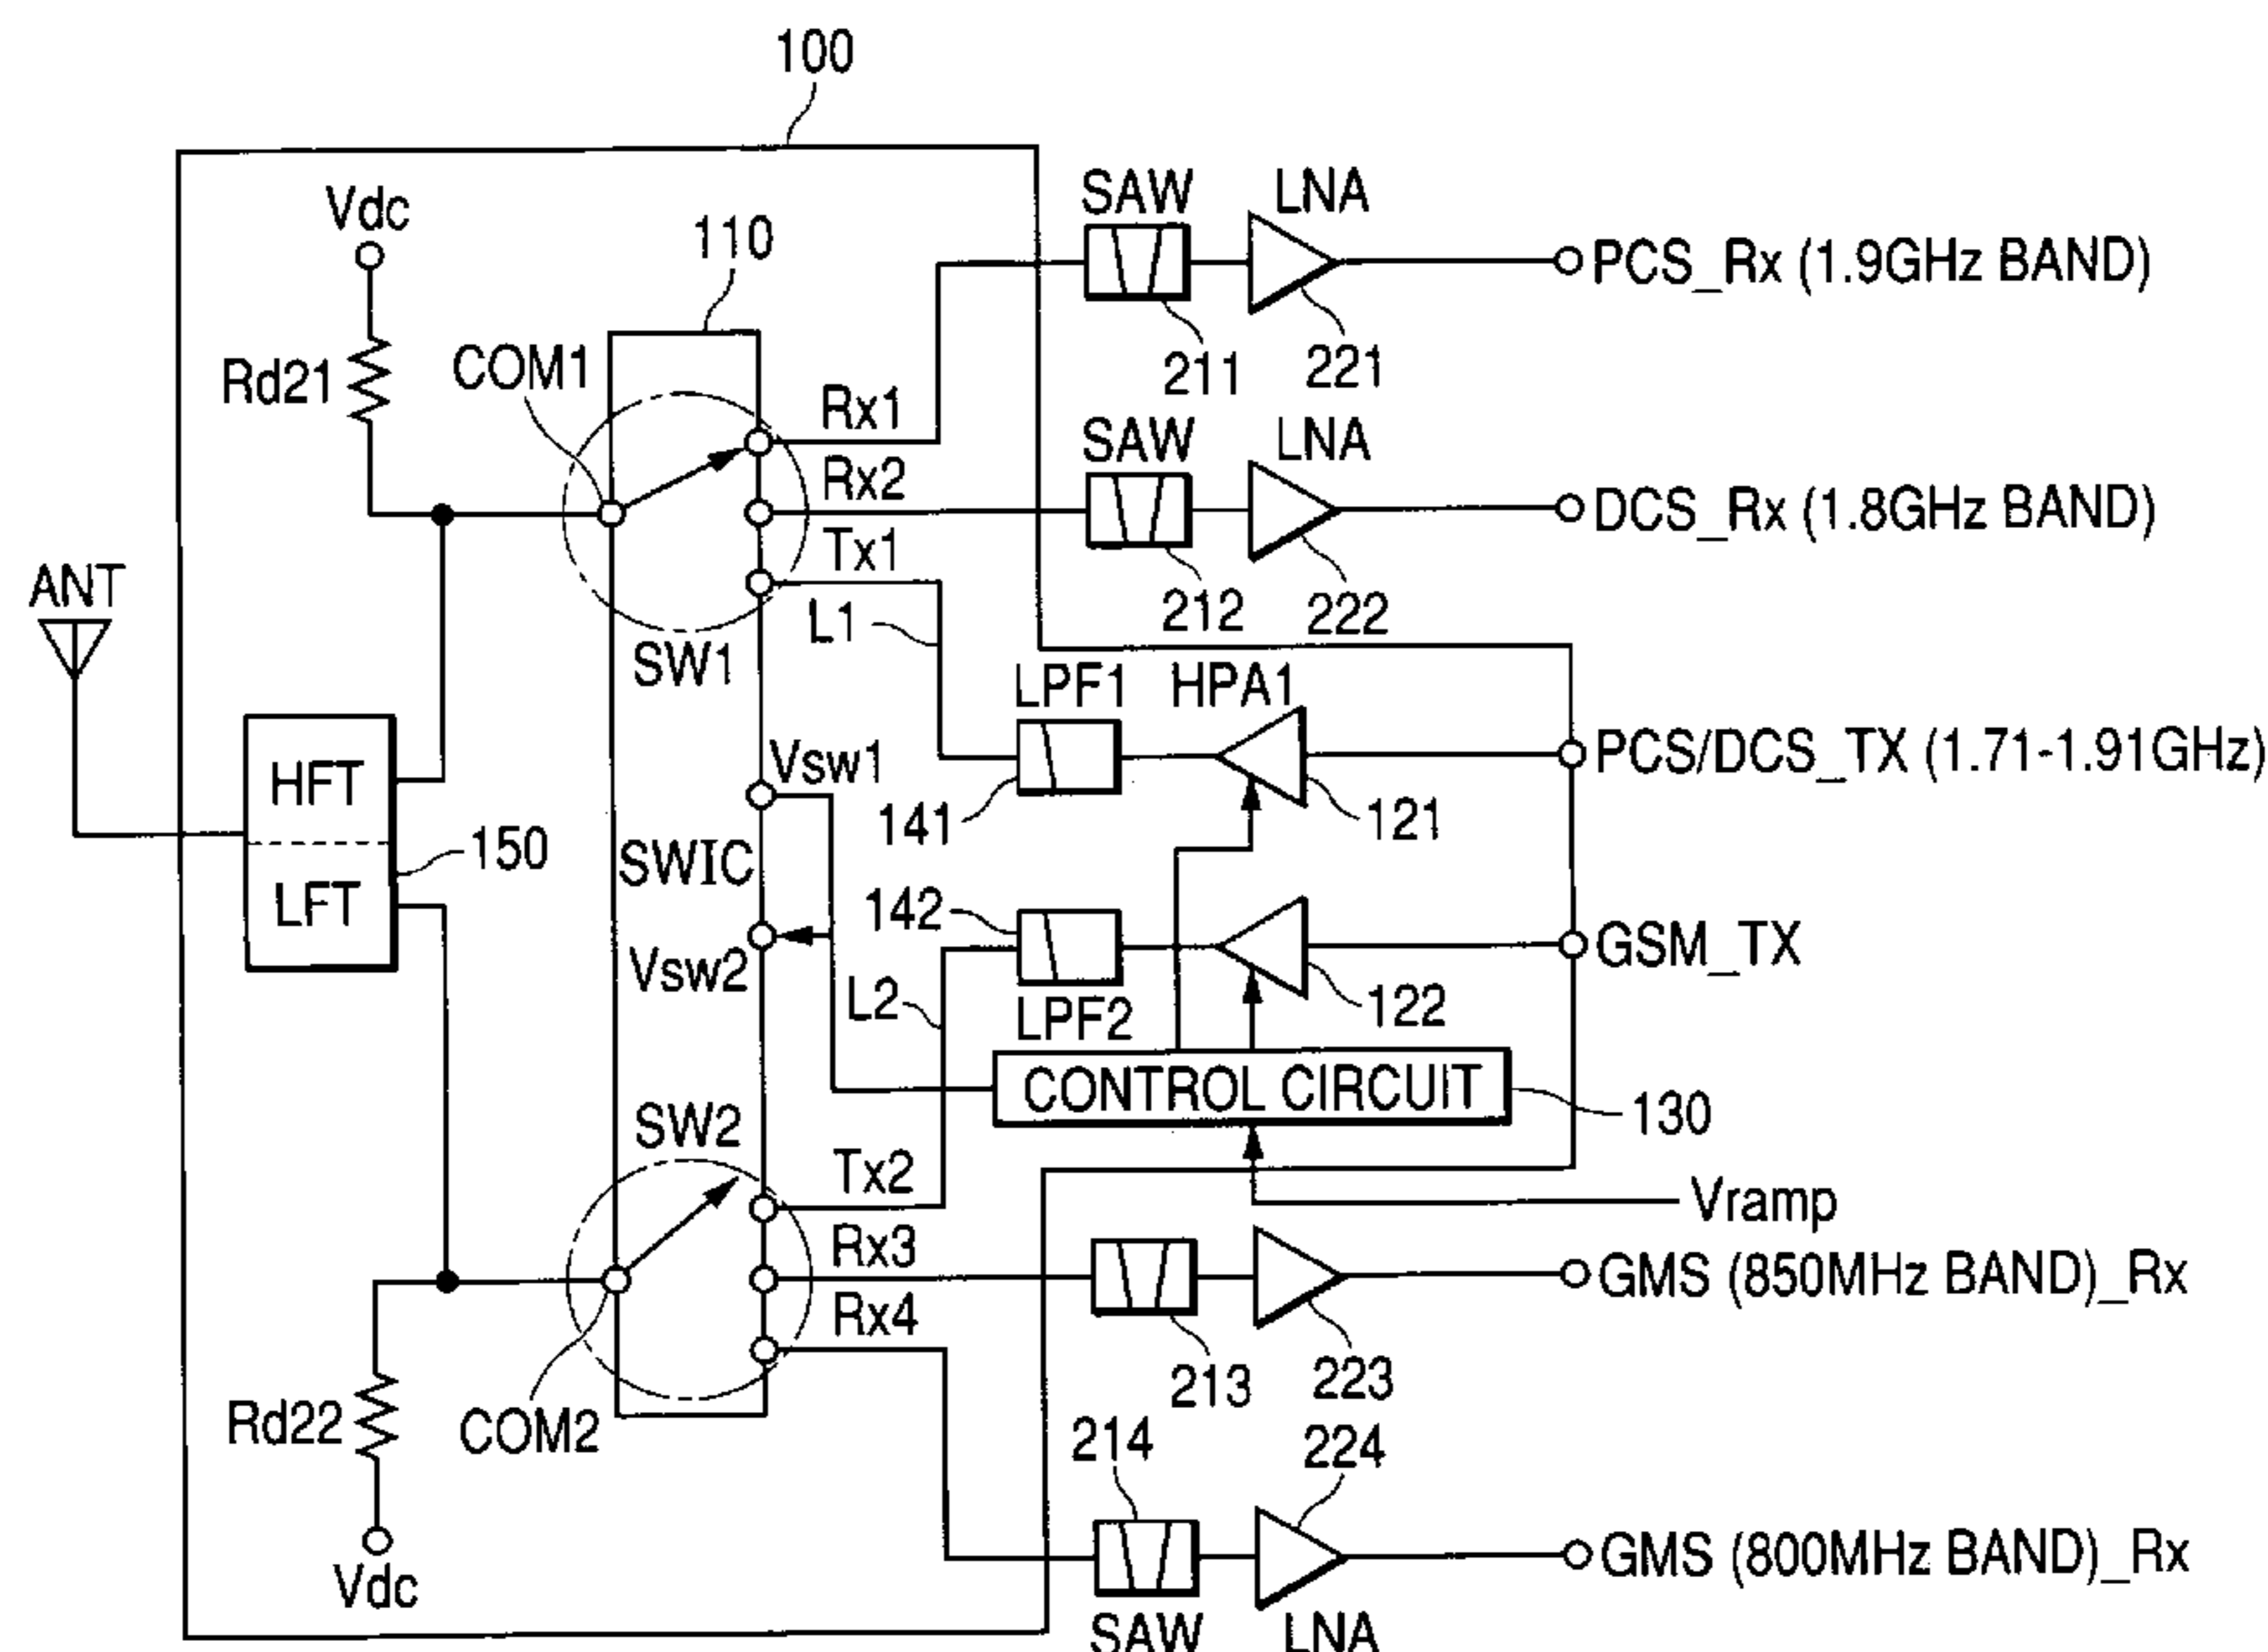 100
Vdc
110
SAW LNA
PCS_Rx (1.9GHz BAND)
Rd21
COM1
Rx1
211
221
SAW LNA
Rx2
DCS_Rx (1.8GHz BAND)
Tx1
212
222
ANT
L1
SW1
LPF1 HPA1
HFT
Vsw1
PCS/DCS_TX (1.71-1.91GHz)
141
121
150
SWIC
LFT
142
GSM_TX
Vsw2
L2
LPF2
122
CONTROL CIRCUIT
130
SW2
Tx2
Vramp
Rx3
GMS (850MHz BAND)_Rx
Rx4
213
223
Rd22
COM2
214
224
GMS (800MHz BAND)_Rx
Vdc
SAW LNA